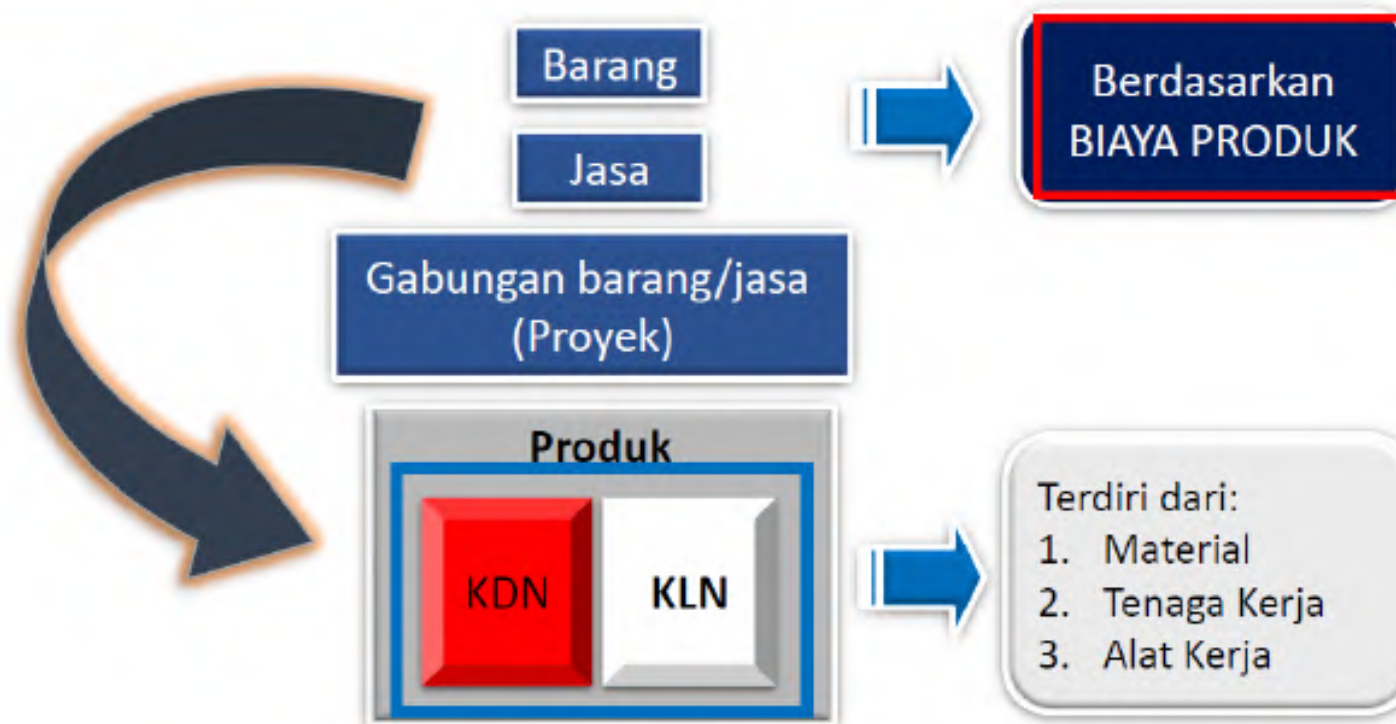 Barang
Jasa
Gabungan barang/jasa
(Proyek)
Berdasarkan
BIAYA PRODUK
Produk
KDN
KLN
Terdiri dari:
1. Material
2. Tenaga Kerja
3. Alat Kerja